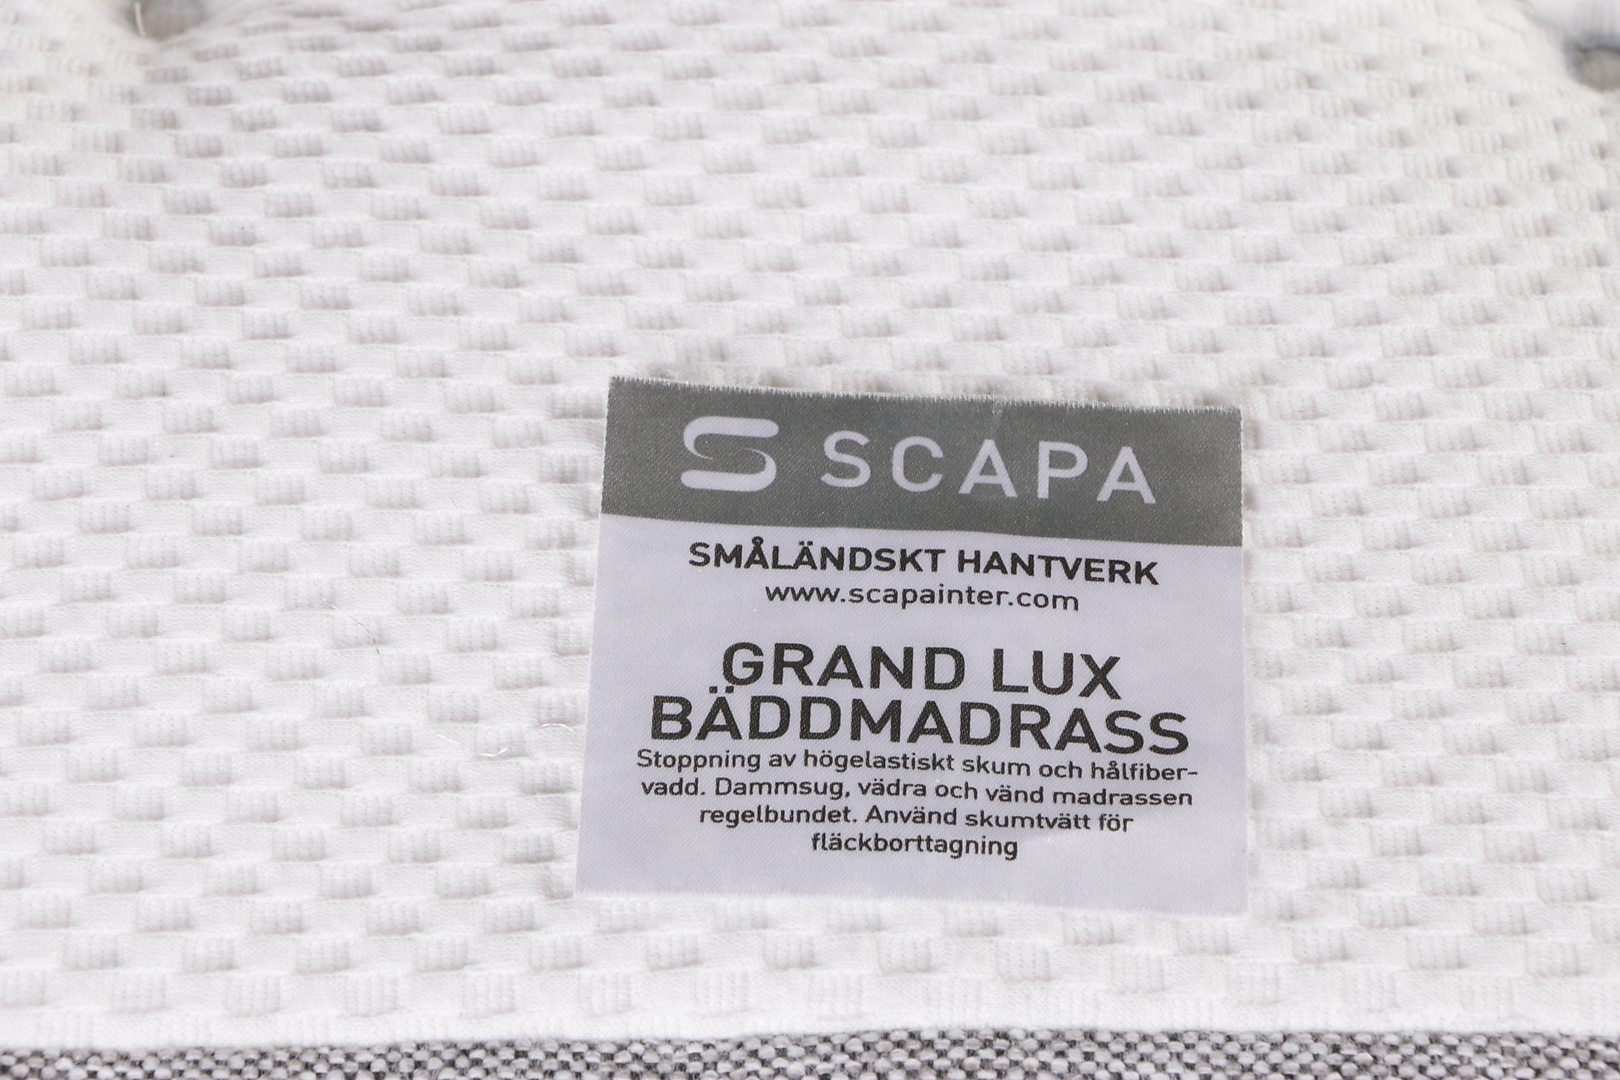 SCAPA
SMÅLÄNDSKT HANTVERK
www.scapainter.com
GRAND LUX
BÄDDMADRASS
Stoppning av högelastiskt skum och hålfiber-
vadd. Dammsug, vädra och vänd madrassen
regelbundet. Använd skumtvätt för
fläckborttagning